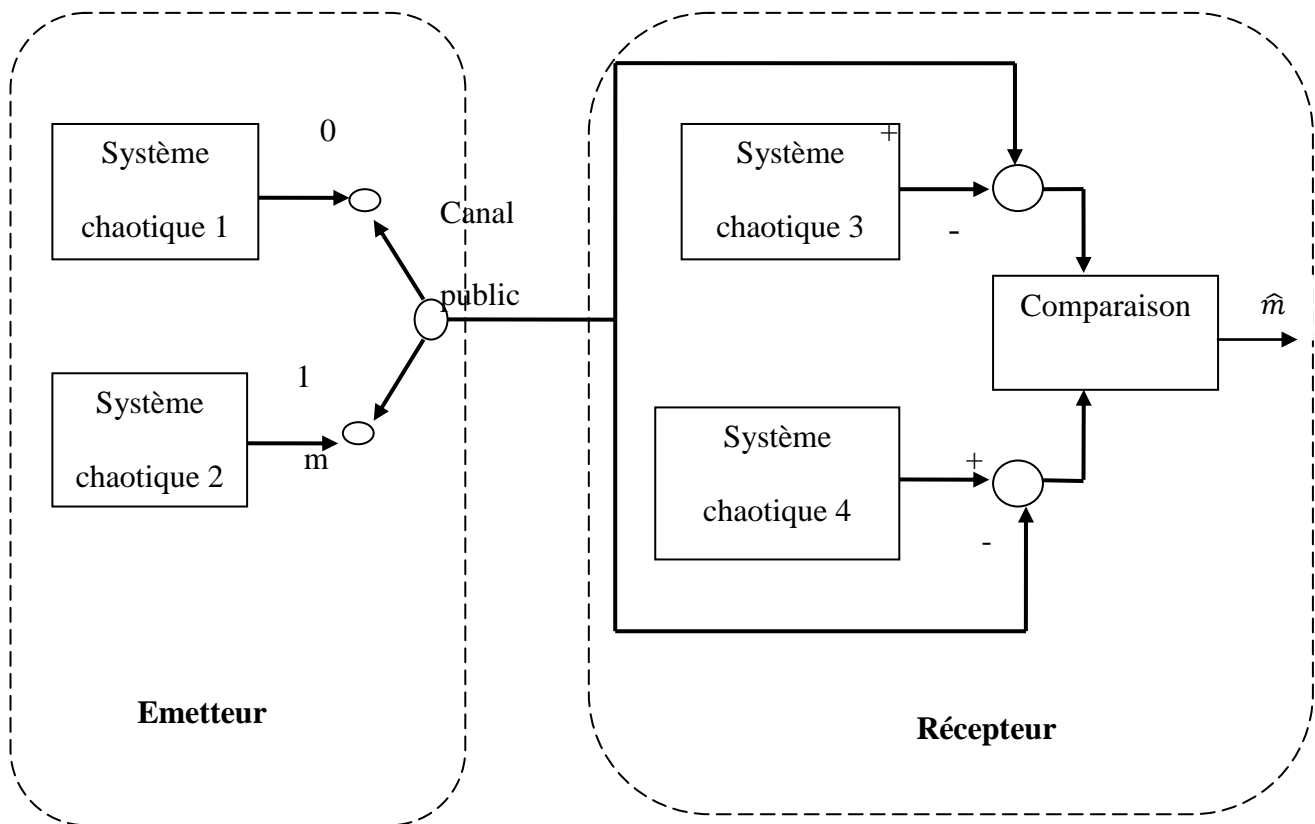 0
Système
chaotique 1
Canal
public
1
Système
chaotique 2
m
Emetteur
+
Système
chaotique 3
-
Comparaison
m̂
Système
chaotique 4
+
-
Récepteur